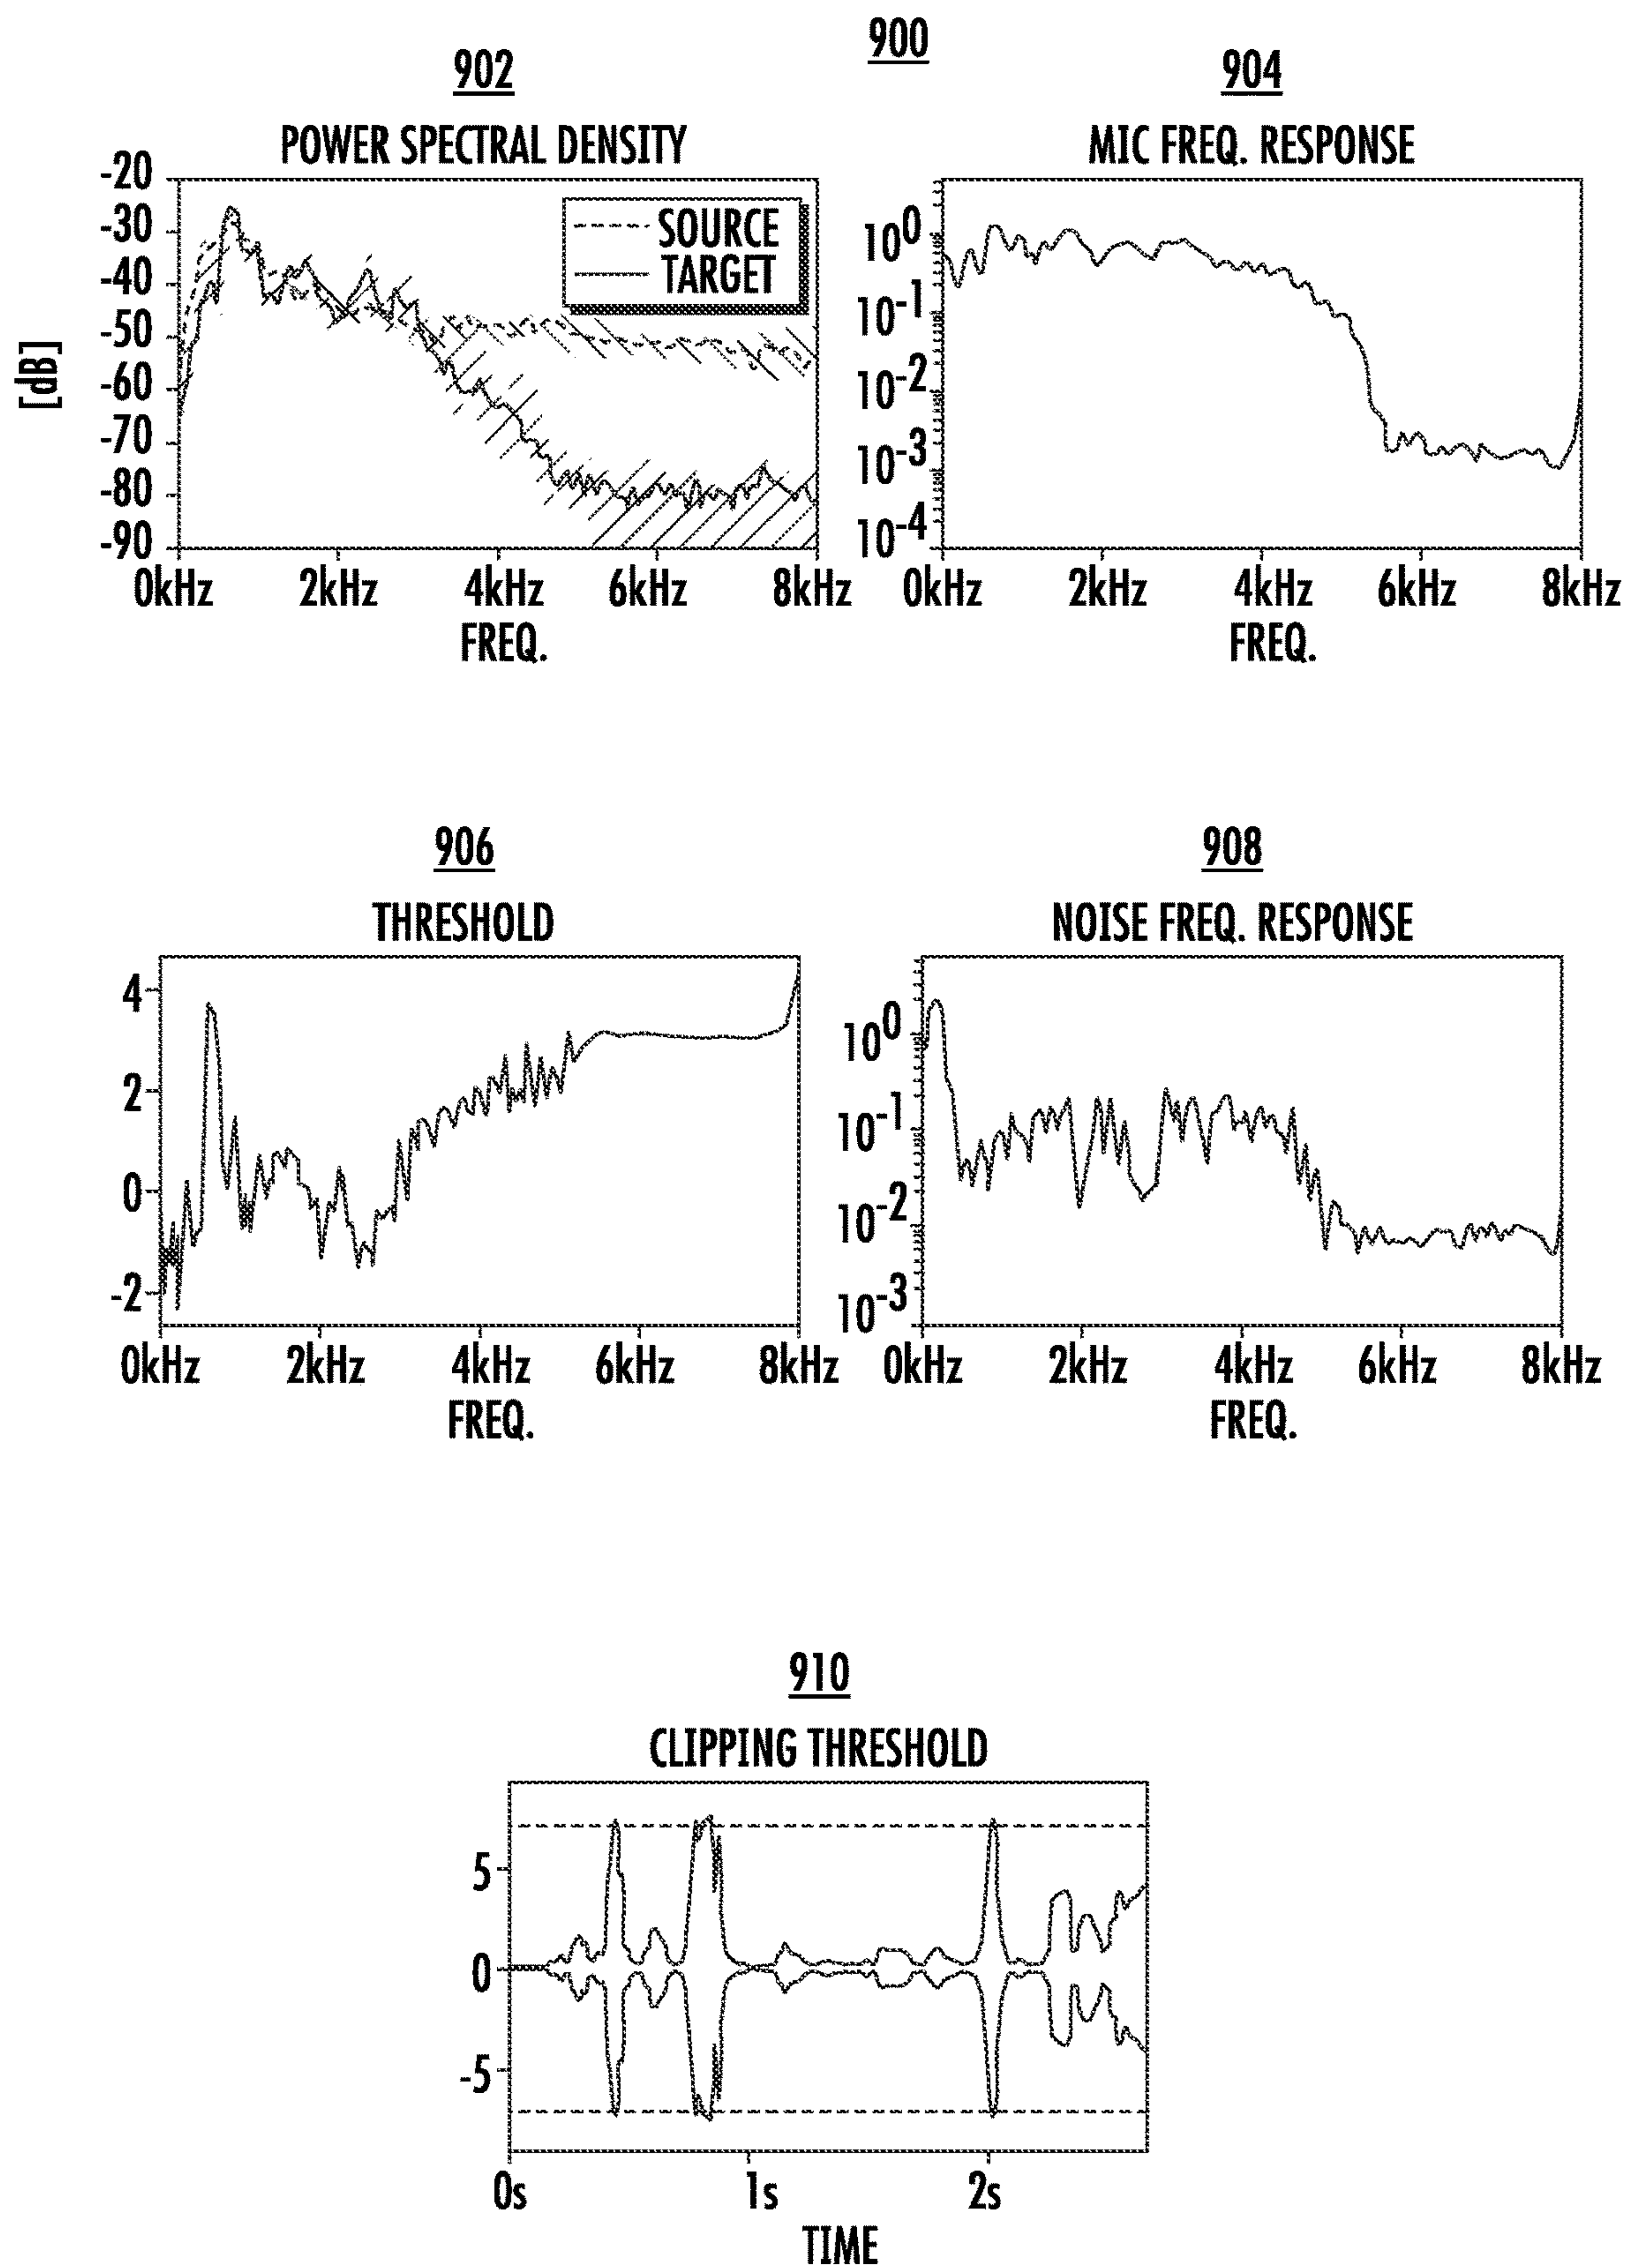 900
902
POWER SPECTRAL DENSITY
-20
-30
-40
-50
-60
-70
-80
-90
[dB]
SOURCE
TARGET
0kHz 2kHz 4kHz 6kHz 8kHz
FREQ.
904
MIC FREQ. RESPONSE
10^0
10^-1
10^-2
10^-3
10^-4
0kHz 2kHz 4kHz 6kHz 8kHz
FREQ.
906
THRESHOLD
4
2
0
-2
0kHz 2kHz 4kHz 6kHz 8kHz
FREQ.
908
NOISE FREQ. RESPONSE
10^0
10^-1
10^-2
10^-3
0kHz 2kHz 4kHz 6kHz 8kHz
FREQ.
910
CLIPPING THRESHOLD
5
0
-5
0s 1s 2s
TIME